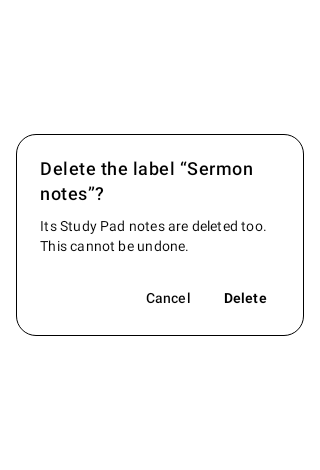 Delete the label “Sermon
notes”?
Its Study Pad notes are deleted too.
This cannot be undone.
Cancel
Delete